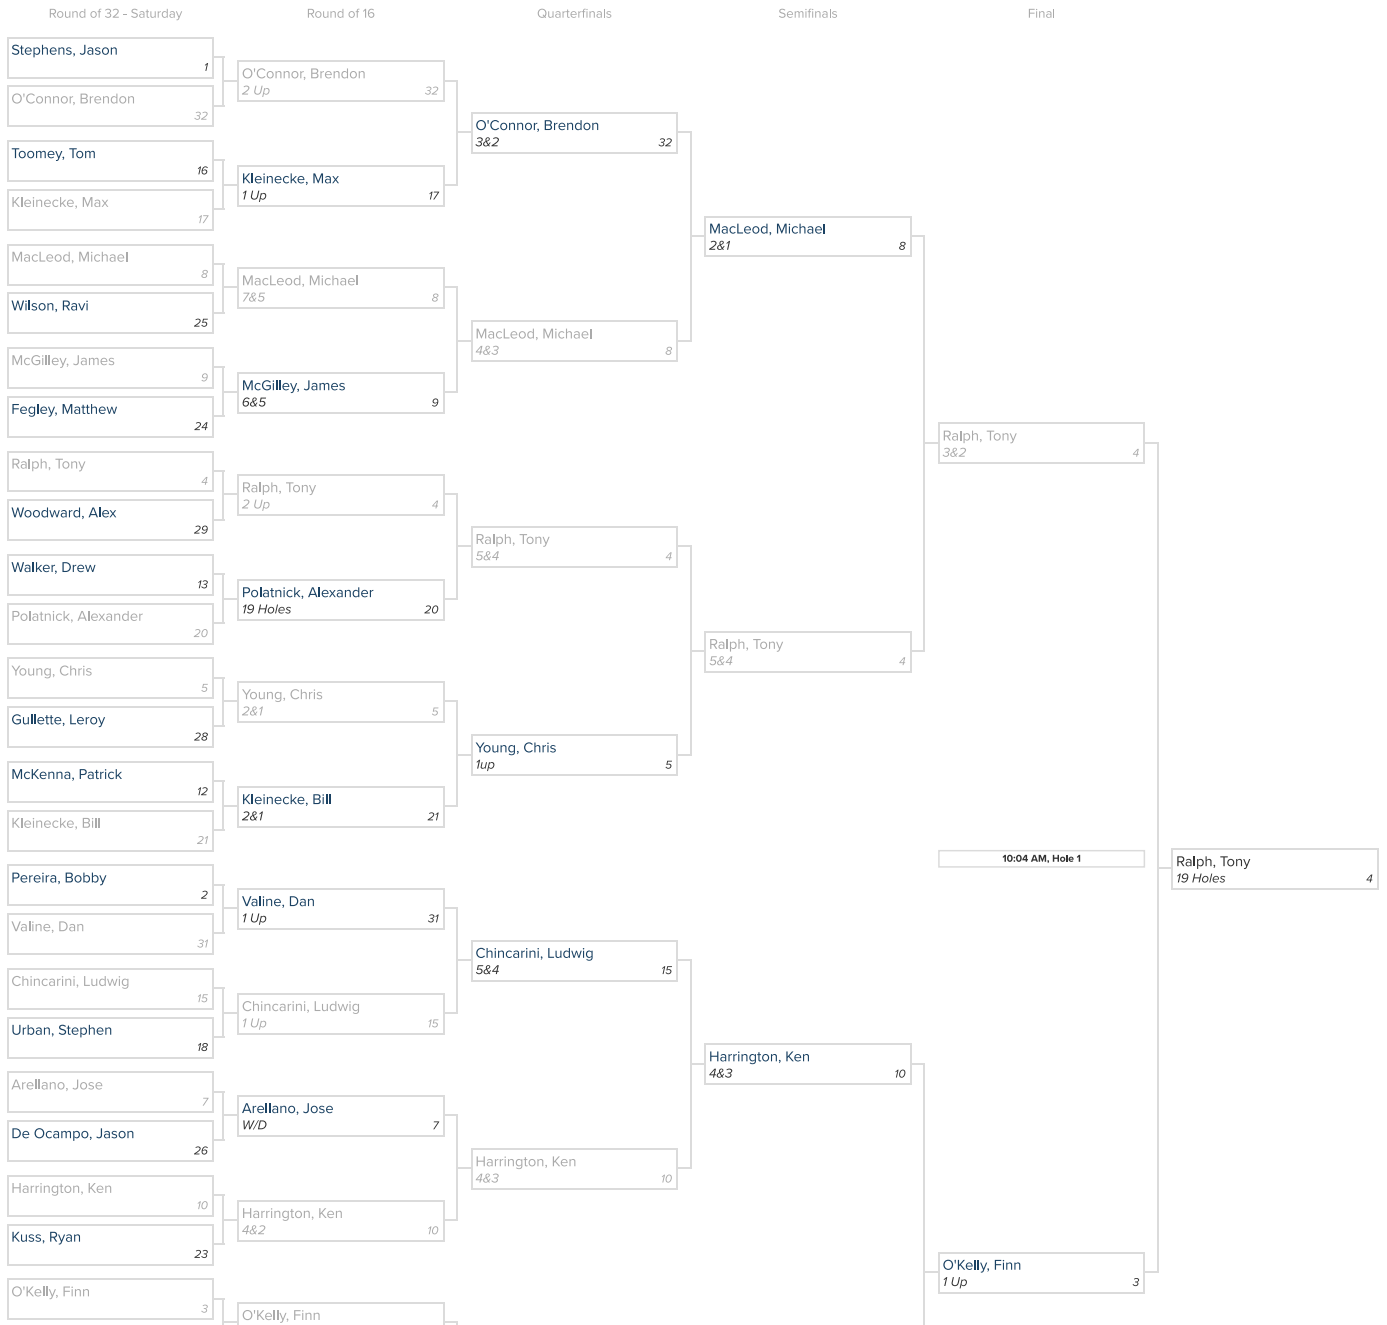 Round of 32 - Saturday
Round of 16
Quarterfinals
Semifinals
Final
Stephens, Jason
1
O'Connor, Brendon
32
Toomey, Tom
16
Kleinecke, Max
17
MacLeod, Michael
8
Wilson, Ravi
25
McGilley, James
9
Fegley, Matthew
24
Ralph, Tony
4
Woodward, Alex
29
Walker, Drew
13
Polatnick, Alexander
20
Young, Chris
5
Gullette, Leroy
28
McKenna, Patrick
12
Kleinecke, Bill
21
Pereira, Bobby
2
Valine, Dan
31
Chincarini, Ludwig
15
Urban, Stephen
18
Arellano, Jose
7
De Ocampo, Jason
26
Harrington, Ken
10
Kuss, Ryan
23
O'Kelly, Finn
3
O'Connor, Brendon
2 Up 32
Kleinecke, Max
1 Up 17
MacLeod, Michael
7&5 8
McGilley, James
6&5 9
Ralph, Tony
2 Up 4
Polatnick, Alexander
19 Holes 20
Young, Chris
2&1 5
Kleinecke, Bill
2&1 21
Valine, Dan
1 Up 31
Chincarini, Ludwig
1 Up 15
Arellano, Jose
W/D 7
Harrington, Ken
4&2 10
O'Kelly, Finn
O'Connor, Brendon
3&2 32
MacLeod, Michael
4&3 8
Ralph, Tony
5&4 4
Young, Chris
1up 5
Chincarini, Ludwig
5&4 15
Harrington, Ken
4&3 10
MacLeod, Michael
2&1 8
Ralph, Tony
5&4 4
Harrington, Ken
4&3 10
Ralph, Tony
3&2 4
10:04 AM, Hole 1
O'Kelly, Finn
1 Up 3
Ralph, Tony
19 Holes 4